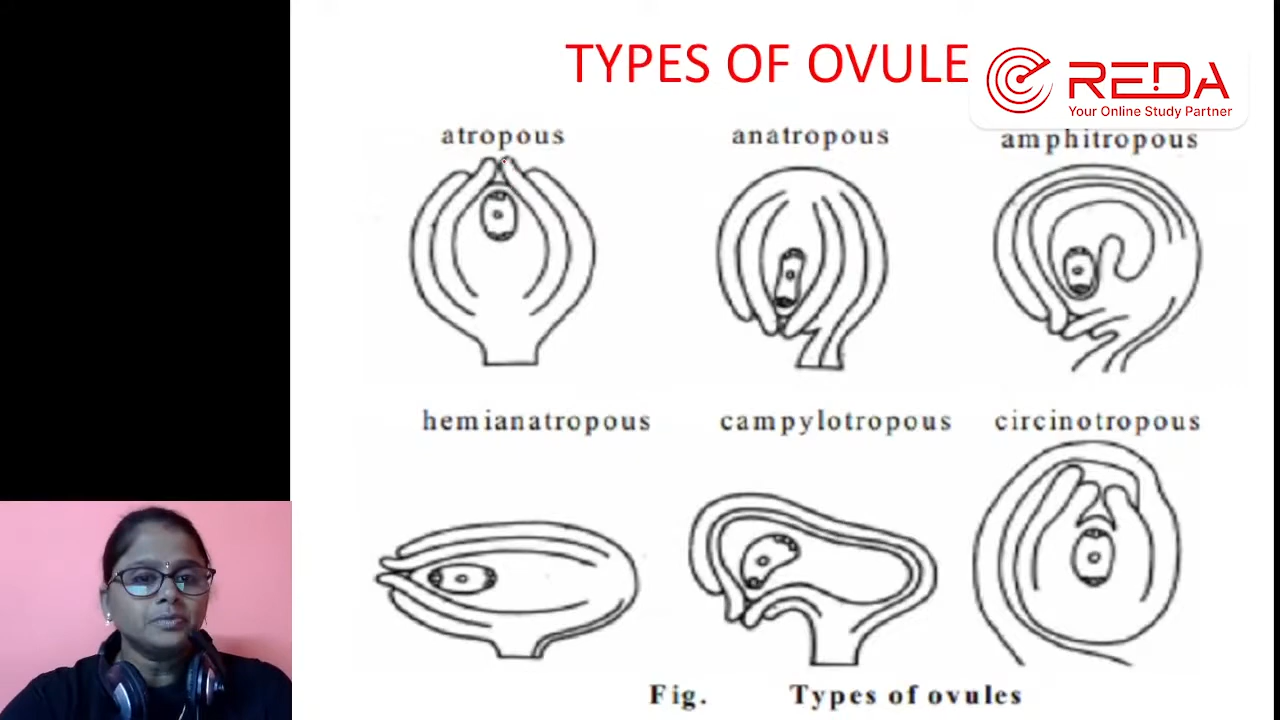 TYPES OF OVULE
REDA
Your Online Study Partner
atropous anatropous amphitropous
hemianatropous campylotropous circinotropous
Fig. Types of ovules